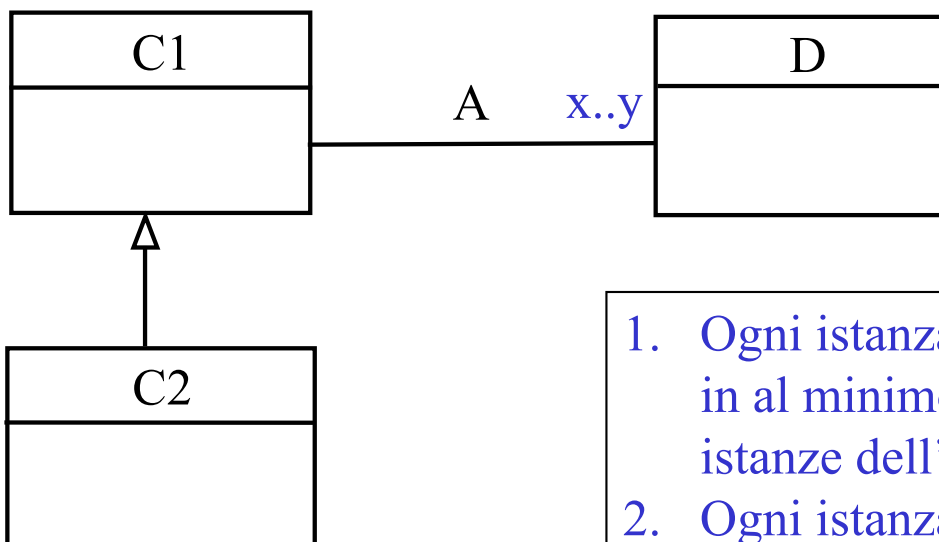 C1
D
A
x..y
C2
1. Ogni istanza
in al minimo
istanze dell'
2. Ogni istanza